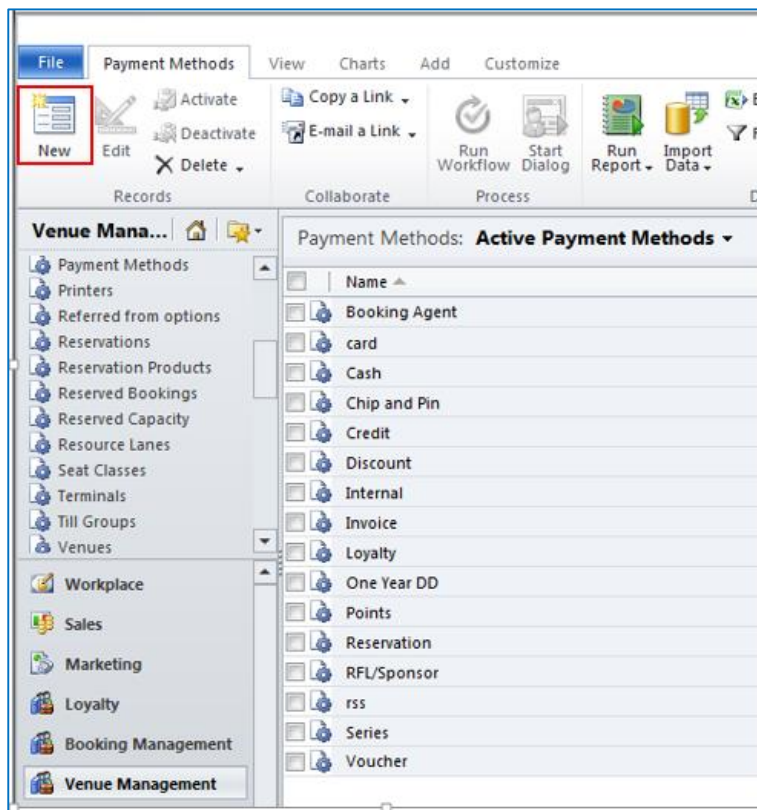 File Payment Methods View Charts Add Customize
New
Edit
Activate
Deactivate
Delete
Records
Copy a Link
E-mail a Link
Collaborate
Run Workflow
Start Dialog
Process
Run Report
Import Data
Venue Mana...
Payment Methods
Printers
Referred from options
Reservations
Reservation Products
Reserved Bookings
Reserved Capacity
Resource Lanes
Seat Classes
Terminals
Till Groups
Venues
Workplace
Sales
Marketing
Loyalty
Booking Management
Venue Management
Payment Methods: Active Payment Methods
Name
Booking Agent
card
Cash
Chip and Pin
Credit
Discount
Internal
Invoice
Loyalty
One Year DD
Points
Reservation
RFL/Sponsor
rss
Series
Voucher